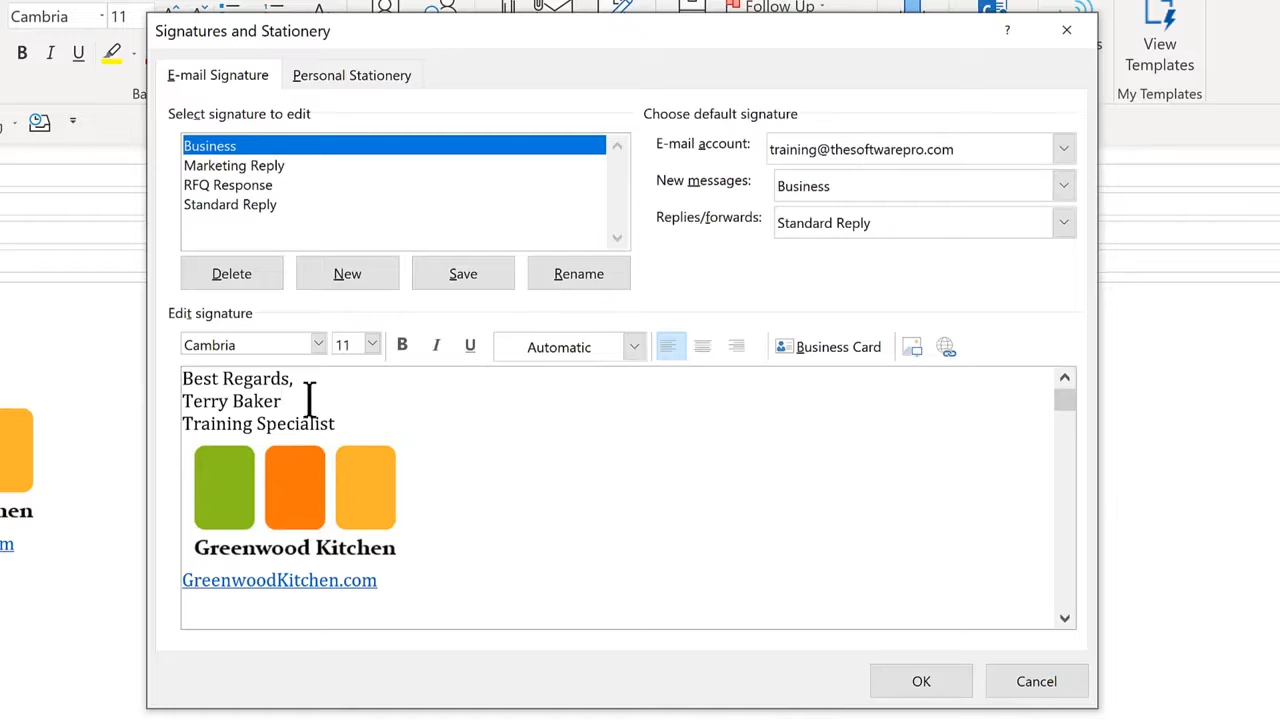 Cambria 11
Follow Up
B I U
View
Templates
Ba
My Templates
Signatures and Stationery ?
E-mail Signature Personal Stationery
Select signature to edit
Business
Marketing Reply
RFQ Response
Standard Reply
Delete New Save Rename
Choose default signature
E-mail account: training@thesoftwarepro.com
New messages: Business
Replies/forwards: Standard Reply
Edit signature
Cambria 11 B I U Automatic Business Card
Best Regards,
Terry Baker
Training Specialist
Greenwood Kitchen
GreenwoodKitchen.com
hen
m
OK Cancel